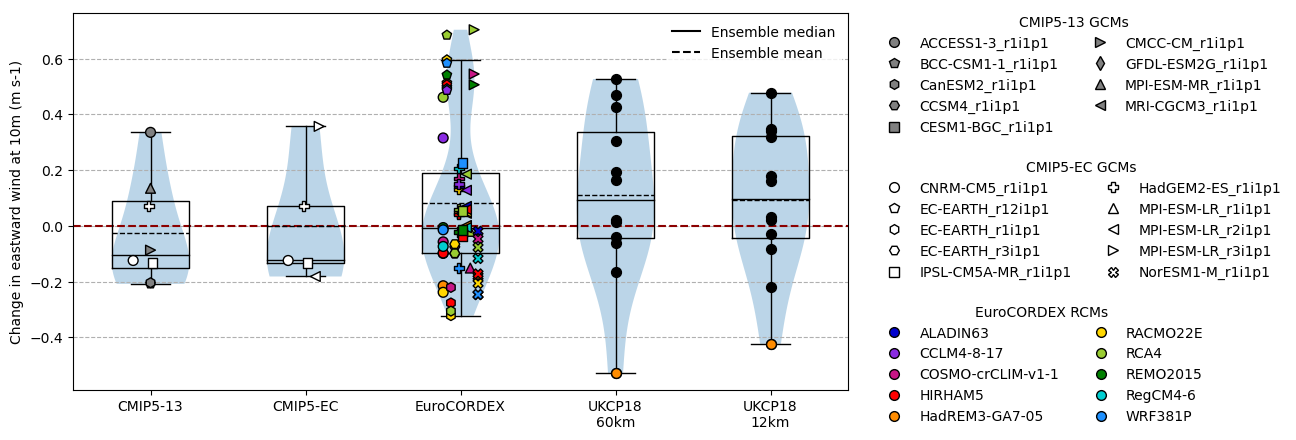 Change in eastward wind at 10m (m s-1)
0.6
0.4
0.2
0.0
−0.2
−0.4
CMIP5-13
CMIP5-EC
EuroCORDEX
UKCP18
60km
UKCP18
12km
Ensemble median
Ensemble mean
CMIP5-13 GCMs
ACCESS1-3_r1i1p1
BCC-CSM1-1_r1i1p1
CanESM2_r1i1p1
CCSM4_r1i1p1
CESM1-BGC_r1i1p1
CMCC-CM_r1i1p1
GFDL-ESM2G_r1i1p1
MPI-ESM-MR_r1i1p1
MRI-CGCM3_r1i1p1
CMIP5-EC GCMs
CNRM-CM5_r1i1p1
EC-EARTH_r12i1p1
EC-EARTH_r1i1p1
EC-EARTH_r3i1p1
IPSL-CM5A-MR_r1i1p1
HadGEM2-ES_r1i1p1
MPI-ESM-LR_r1i1p1
MPI-ESM-LR_r2i1p1
MPI-ESM-LR_r3i1p1
NorESM1-M_r1i1p1
EuroCORDEX RCMs
ALADIN63
CCLM4-8-17
COSMO-crCLIM-v1-1
HIRHAM5
HadREM3-GA7-05
RACMO22E
RCA4
REMO2015
RegCM4-6
WRF381P